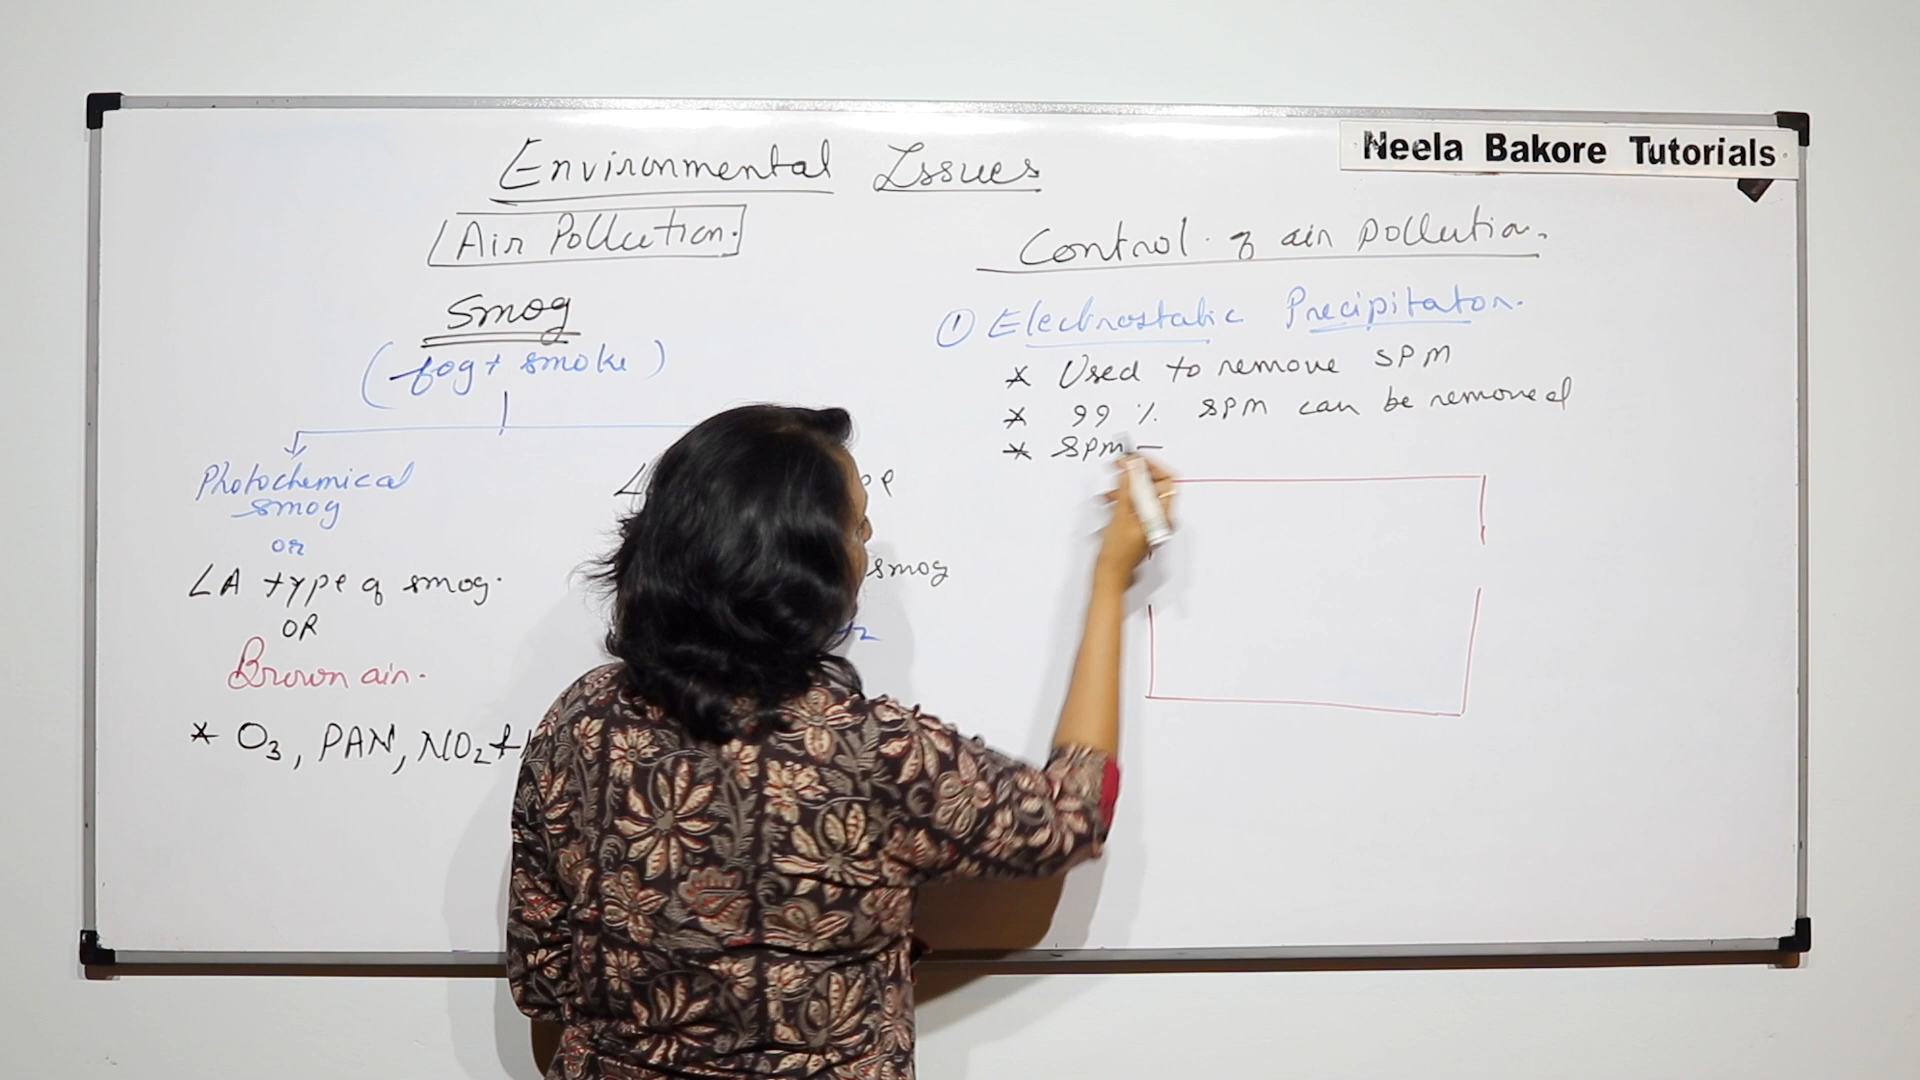 Neela Bakore Tutorials
Environmental Issues
Air Pollution.
Smog
(fog + smoke)
Photochemical
smog
or
LA type of smog.
OR
Brown air.
* O3, PAN, NO2 +
smog
Control of air pollution.
① Electrostatic Precipitator.
* Used to remove SPM
* 99 % SPM can be removed
* SPM –